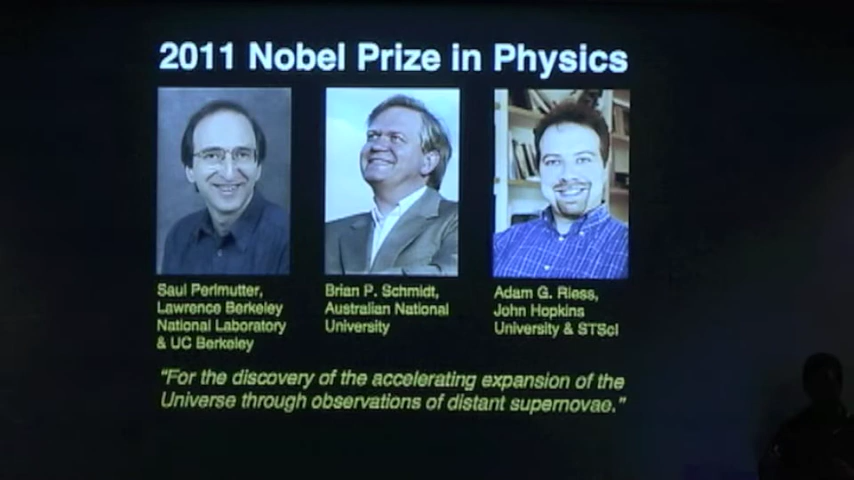 2011 Nobel Prize in Physics
Saul Perlmutter,
Lawrence Berkeley
National Laboratory
& UC Berkeley
Brian P. Schmidt,
Australian National
University
Adam G. Riess,
John Hopkins
University & STScI
"For the discovery of the accelerating expansion of the
Universe through observations of distant supernovae."